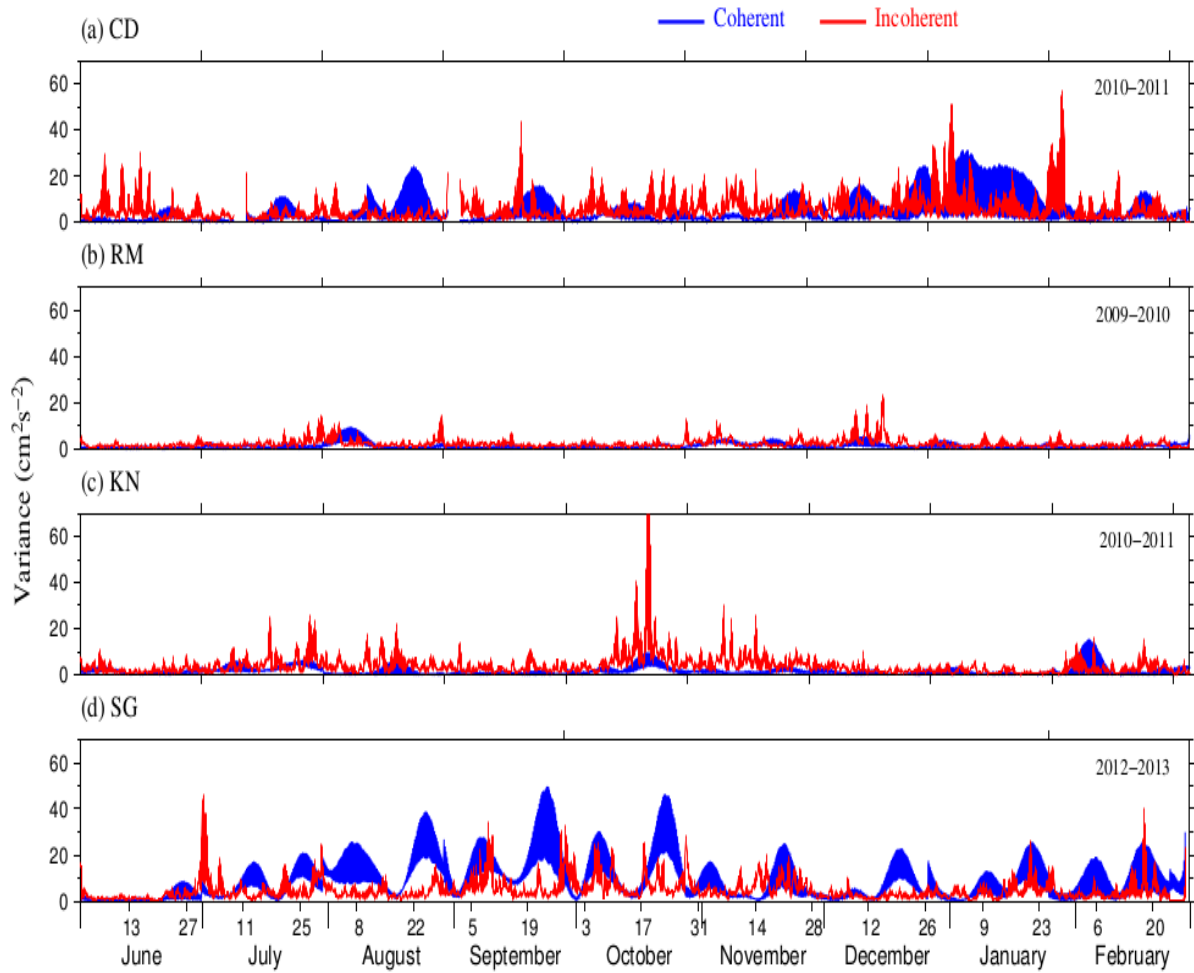 (a) CD
Coherent Incoherent
60
40
20
0
2010–2011
(b) RM
60
40
20
0
2009–2010
(c) KN
60
40
20
0
2010–2011
(d) SG
60
40
20
0
2012–2013
Variance (cm²s⁻²)
13 27 11 25 8 22 5 19 3 17 31 14 28 12 26 9 23 6 20
June July August September October November December January February